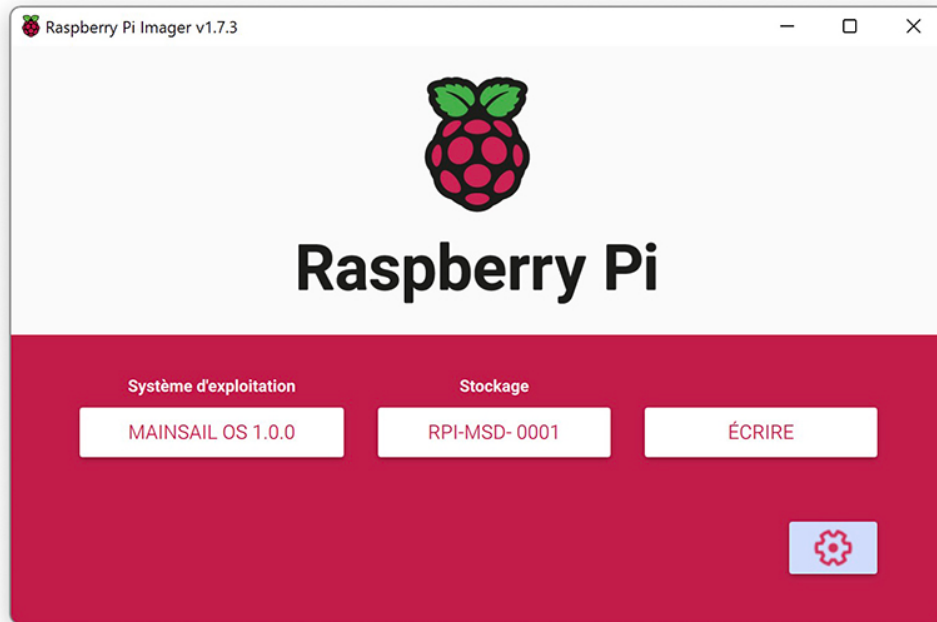 Raspberry Pi Imager v1.7.3
Raspberry Pi
Système d'exploitation
Stockage
MAINSAIL OS 1.0.0
RPI-MSD- 0001
ÉCRIRE